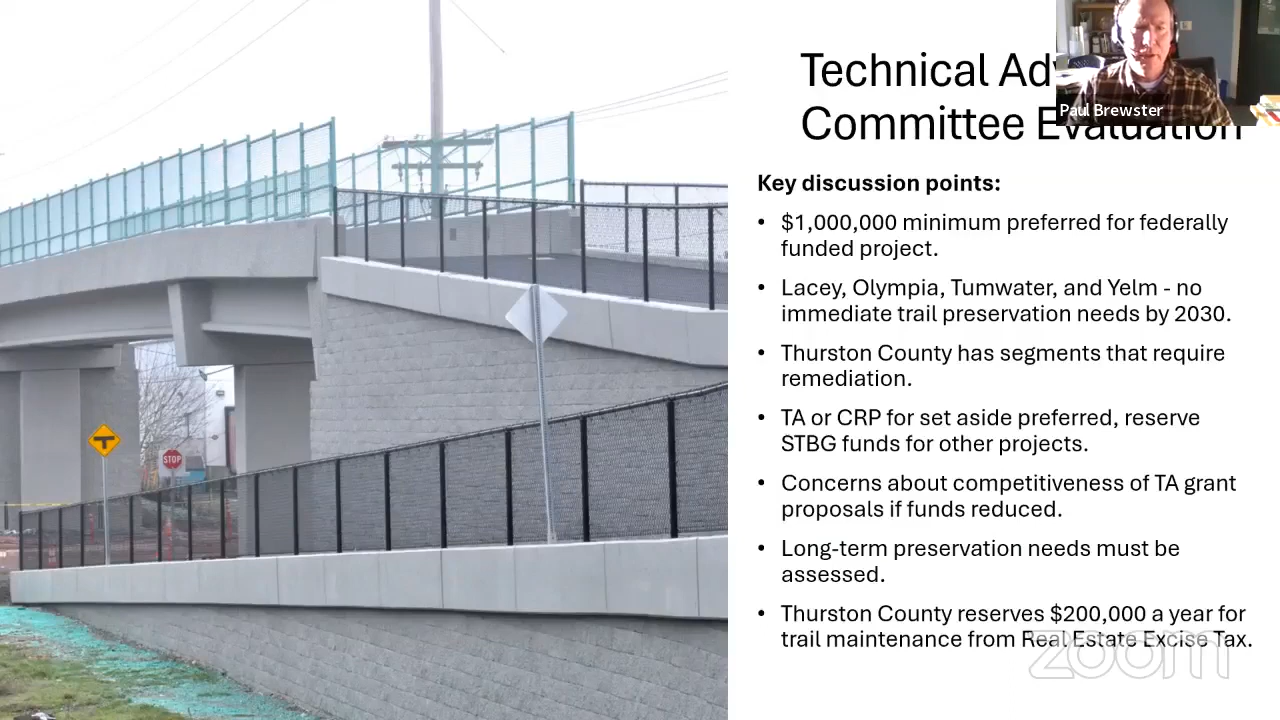 Technical Ad
Committee Evaluation
Paul Brewster
Key discussion points:
• $1,000,000 minimum preferred for federally
funded project.
• Lacey, Olympia, Tumwater, and Yelm - no
immediate trail preservation needs by 2030.
• Thurston County has segments that require
remediation.
• TA or CRP for set aside preferred, reserve
STBG funds for other projects.
• Concerns about competitiveness of TA grant
proposals if funds reduced.
• Long-term preservation needs must be
assessed.
• Thurston County reserves $200,000 a year for
trail maintenance from Real Estate Excise Tax.
zoom
STOP